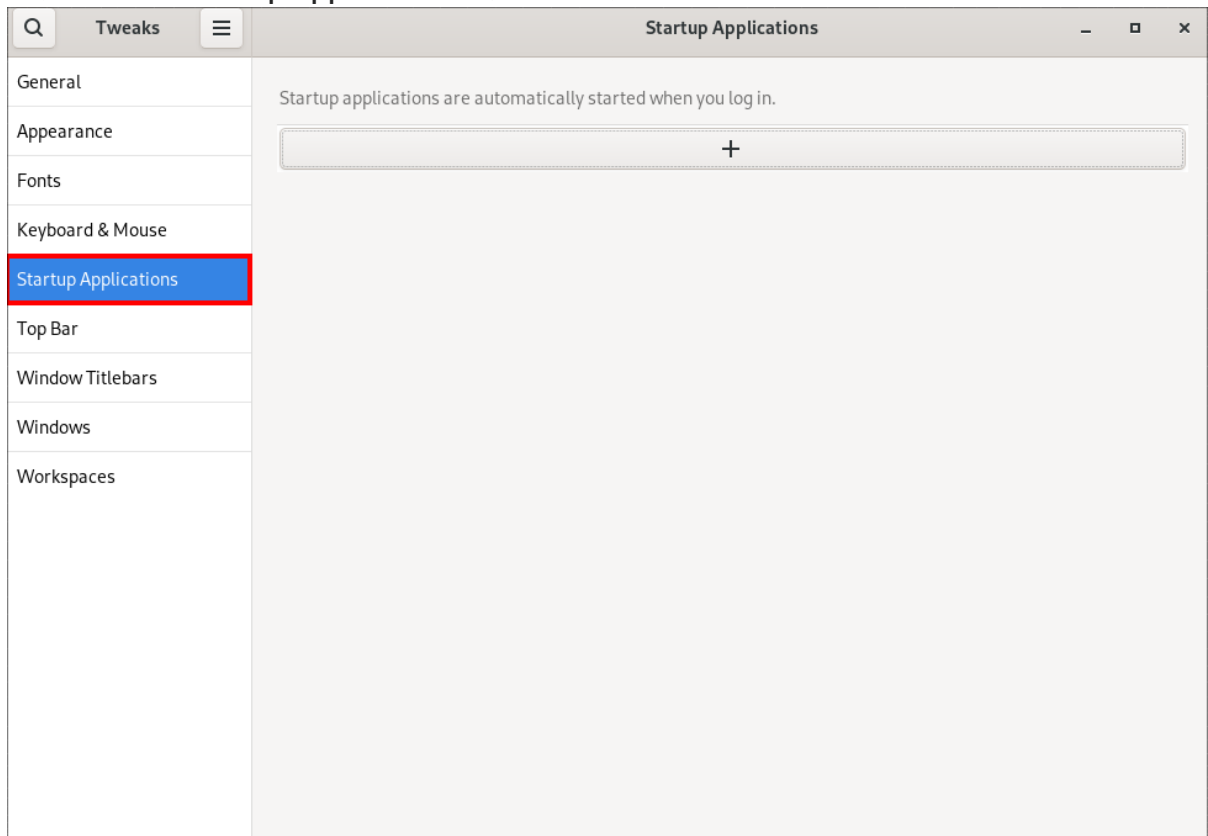 Tweaks
Startup Applications
General
Appearance
Fonts
Keyboard & Mouse
Startup Applications
Top Bar
Window Titlebars
Windows
Workspaces
Startup applications are automatically started when you log in.
+